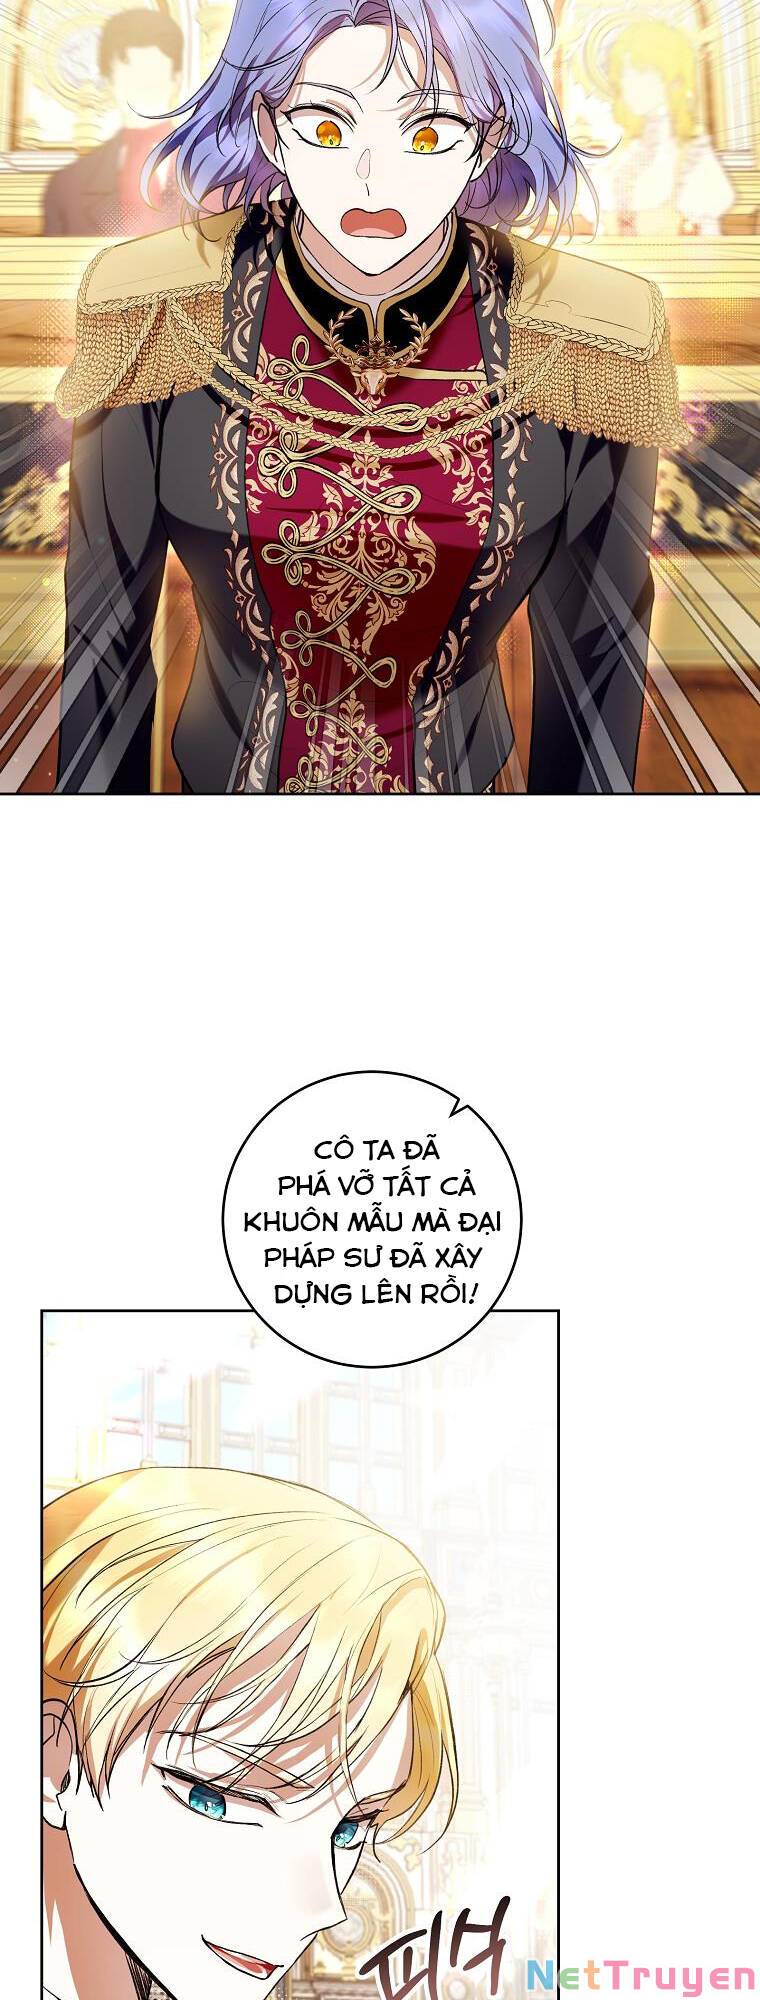 CÔ TA ĐÃ
PHÁ VỠ TẤT CẢ
KHUÔN MẪU MÀ ĐẠI
PHÁP SƯ ĐÃ XÂY
DỰNG LÊN RỒI!
피식
NetTruyen